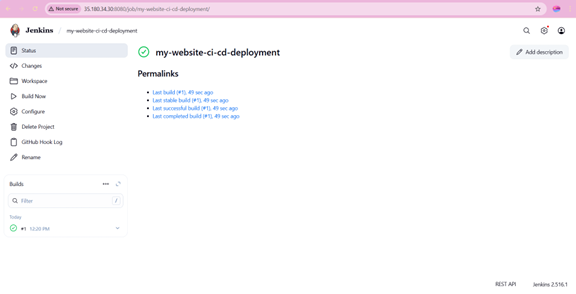 Not secure 35.180.34.30:8080/job/my-website-ci-cd-deployment/
Jenkins / my-website-ci-cd-deployment
Status
Changes
Workspace
Build Now
Configure
Delete Project
GitHub Hook Log
Rename
Builds
Filter /
Today
#1 12:20 PM
my-website-ci-cd-deployment
Add description
Permalinks
Last build (#1), 49 sec ago
Last stable build (#1), 49 sec ago
Last successful build (#1), 49 sec ago
Last completed build (#1), 49 sec ago
REST API Jenkins 2.516.1